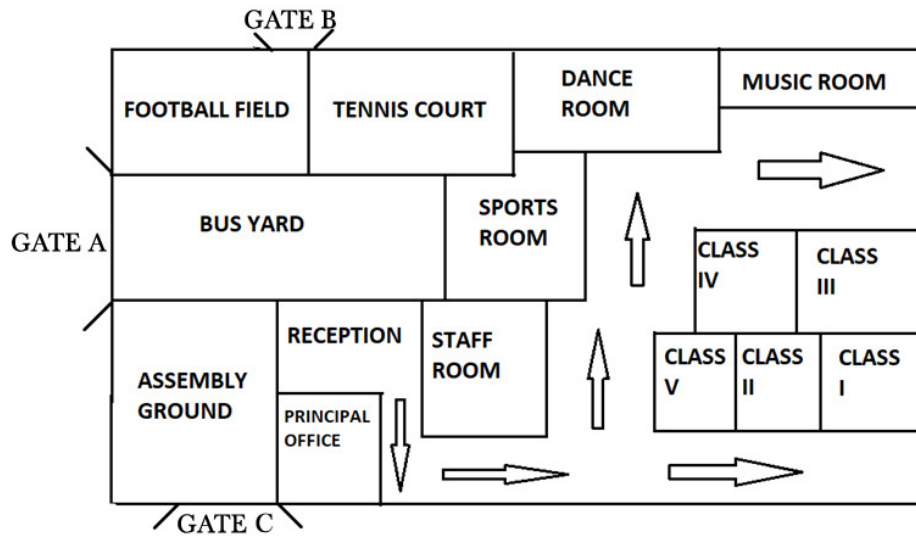 GATE B
FOOTBALL FIELD
TENNIS COURT
DANCE
ROOM
MUSIC ROOM
GATE A
BUS YARD
SPORTS
ROOM
CLASS
IV
CLASS
III
RECEPTION
STAFF
ROOM
CLASS
V
CLASS
II
CLASS
I
ASSEMBLY
GROUND
PRINCIPAL
OFFICE
GATE C